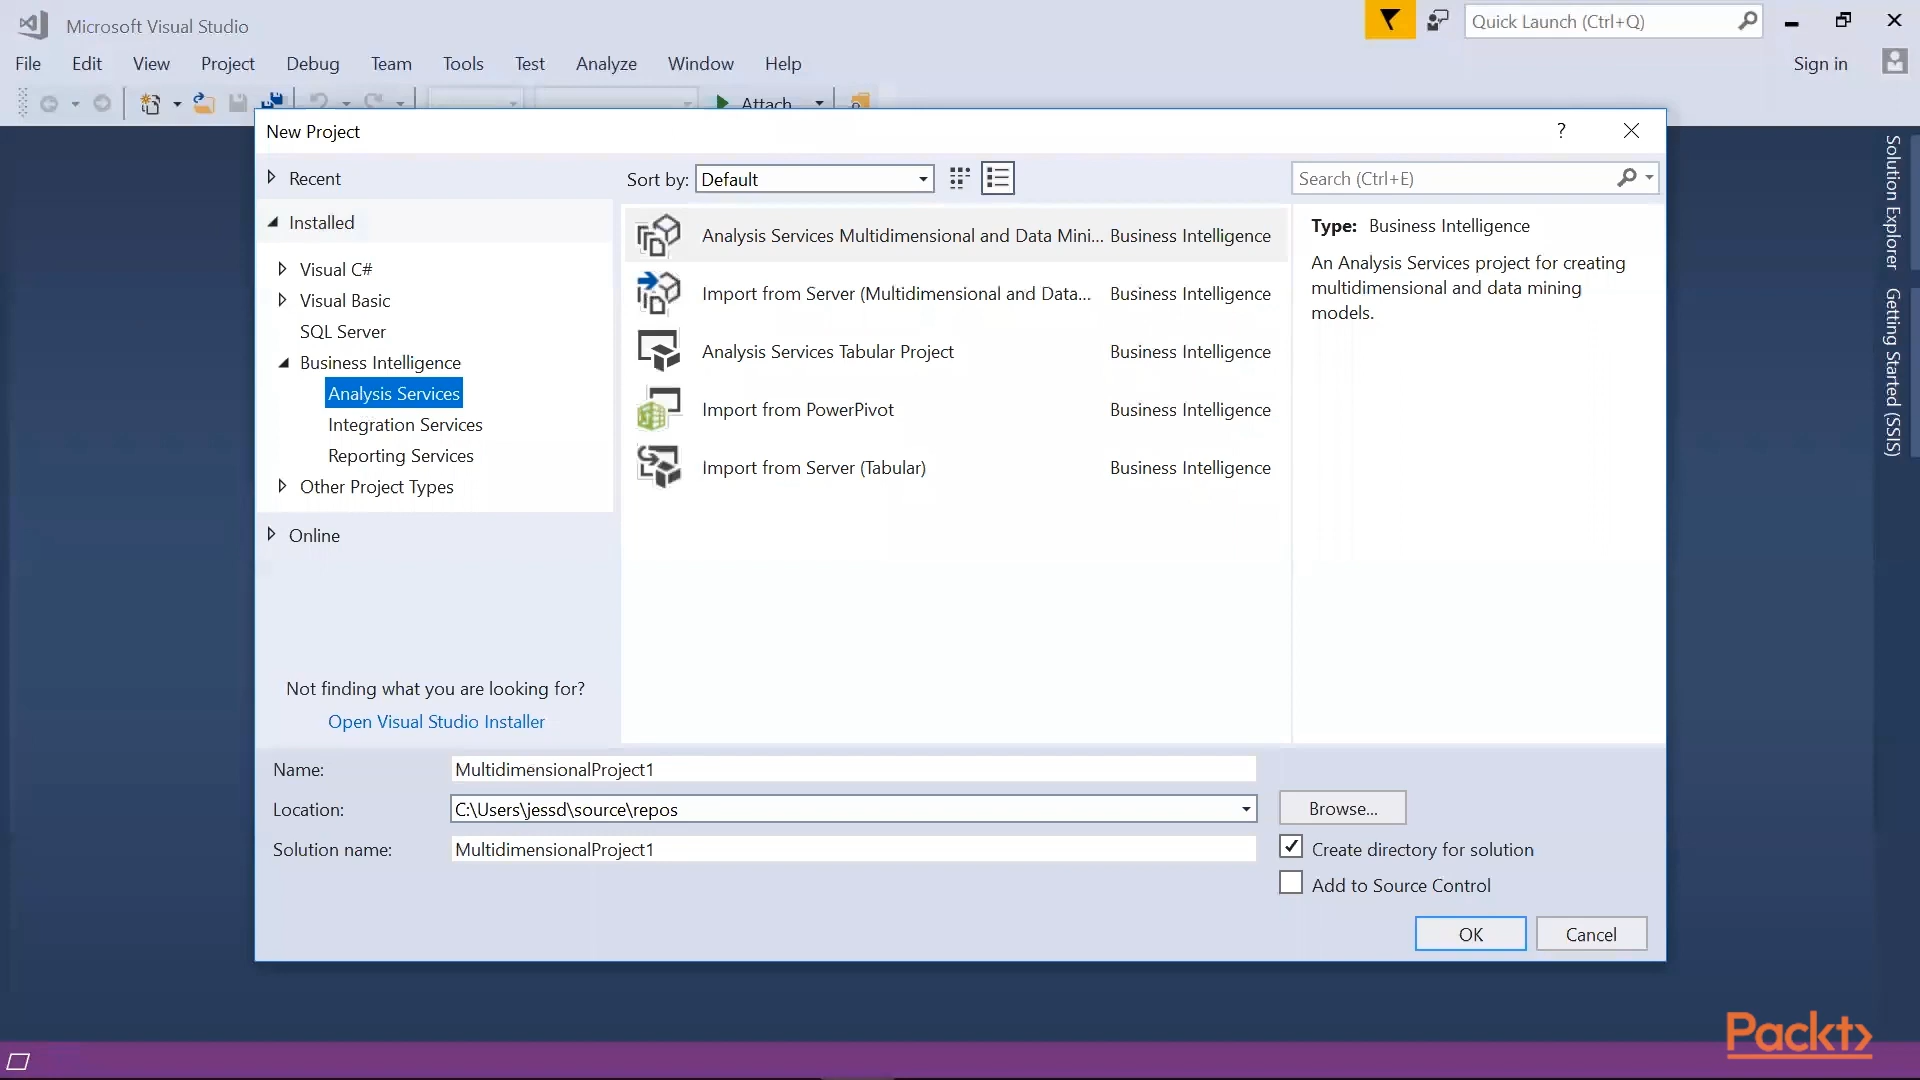 Microsoft Visual Studio
Quick Launch (Ctrl+Q)
File Edit View Project Debug Team Tools Test Analyze Window Help
Sign in
Attach
New Project
?
Recent
Sort by: Default
Search (Ctrl+E)
Installed
Visual C#
Visual Basic
SQL Server
Business Intelligence
Analysis Services
Integration Services
Reporting Services
Other Project Types
Online
Not finding what you are looking for?
Open Visual Studio Installer
Analysis Services Multidimensional and Data Mini... Business Intelligence
Import from Server (Multidimensional and Data... Business Intelligence
Analysis Services Tabular Project Business Intelligence
Import from PowerPivot Business Intelligence
Import from Server (Tabular) Business Intelligence
Type: Business Intelligence
An Analysis Services project for creating
multidimensional and data mining
models.
Name: MultidimensionalProject1
Location: C:\Users\jessd\source\repos
Browse...
Solution name: MultidimensionalProject1
Create directory for solution
Add to Source Control
OK
Cancel
Solution Explorer
Getting Started (SSIS)
Packt